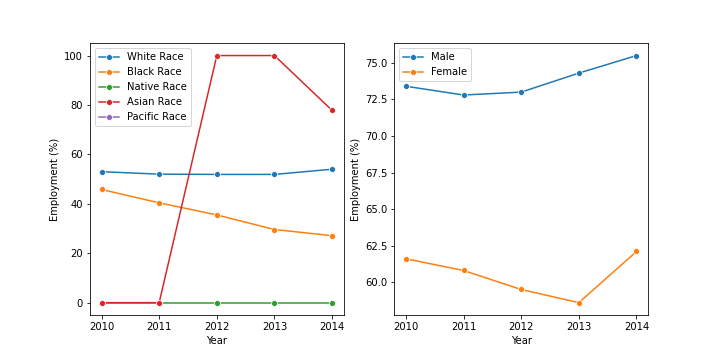 100
80
60
40
20
0
Employment (%)
White Race
Black Race
Native Race
Asian Race
Pacific Race
2010 2011 2012 2013 2014
Year
75.0
72.5
70.0
67.5
65.0
62.5
60.0
Employment (%)
Male
Female
2010 2011 2012 2013 2014
Year